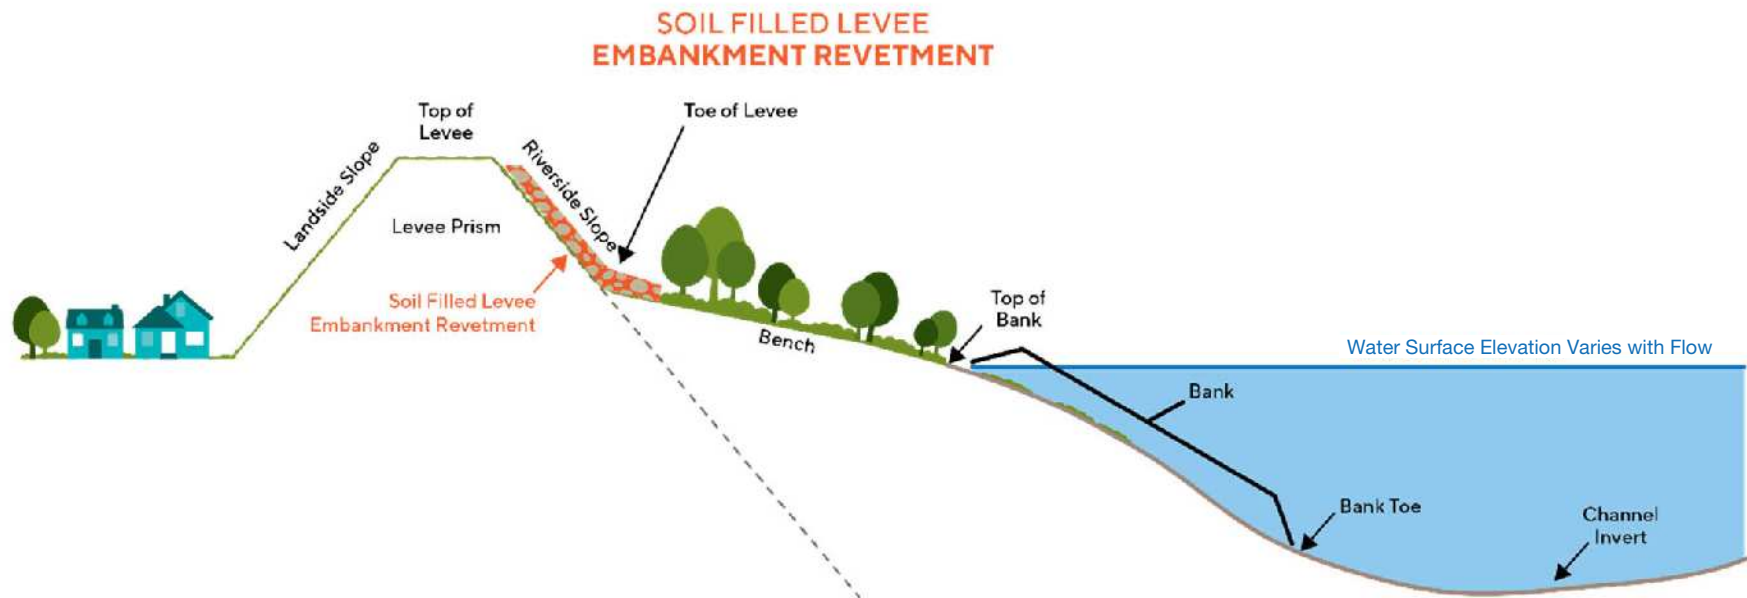 SOIL FILLED LEVEE
EMBANKMENT REVETMENT
Top of
Levee
Toe of Levee
Landside Slope
Riverside Slope
Levee Prism
Soil Filled Levee
Embankment Revetment
Bench
Top of
Bank
Water Surface Elevation Varies with Flow
Bank
Bank Toe
Channel
Invert